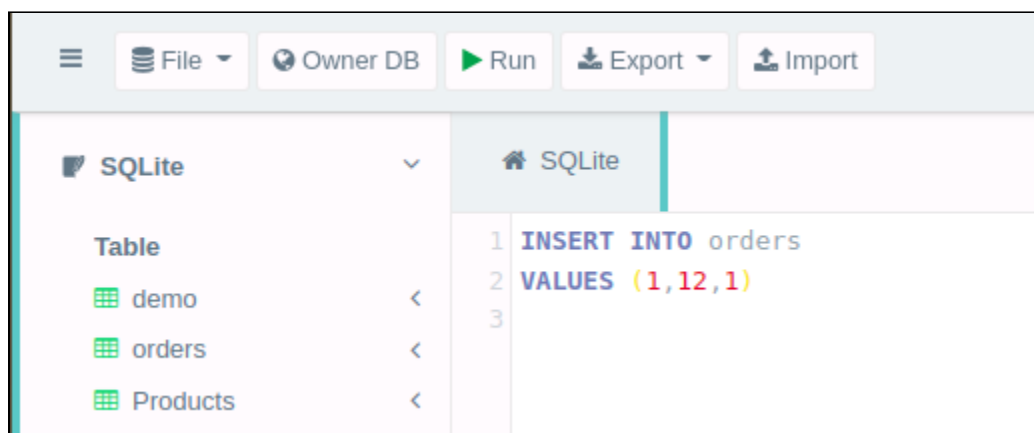 File Owner DB Run Export Import
SQLite
SQLite
Table
demo
orders
Products
1 INSERT INTO orders
2 VALUES (1,12,1)
3